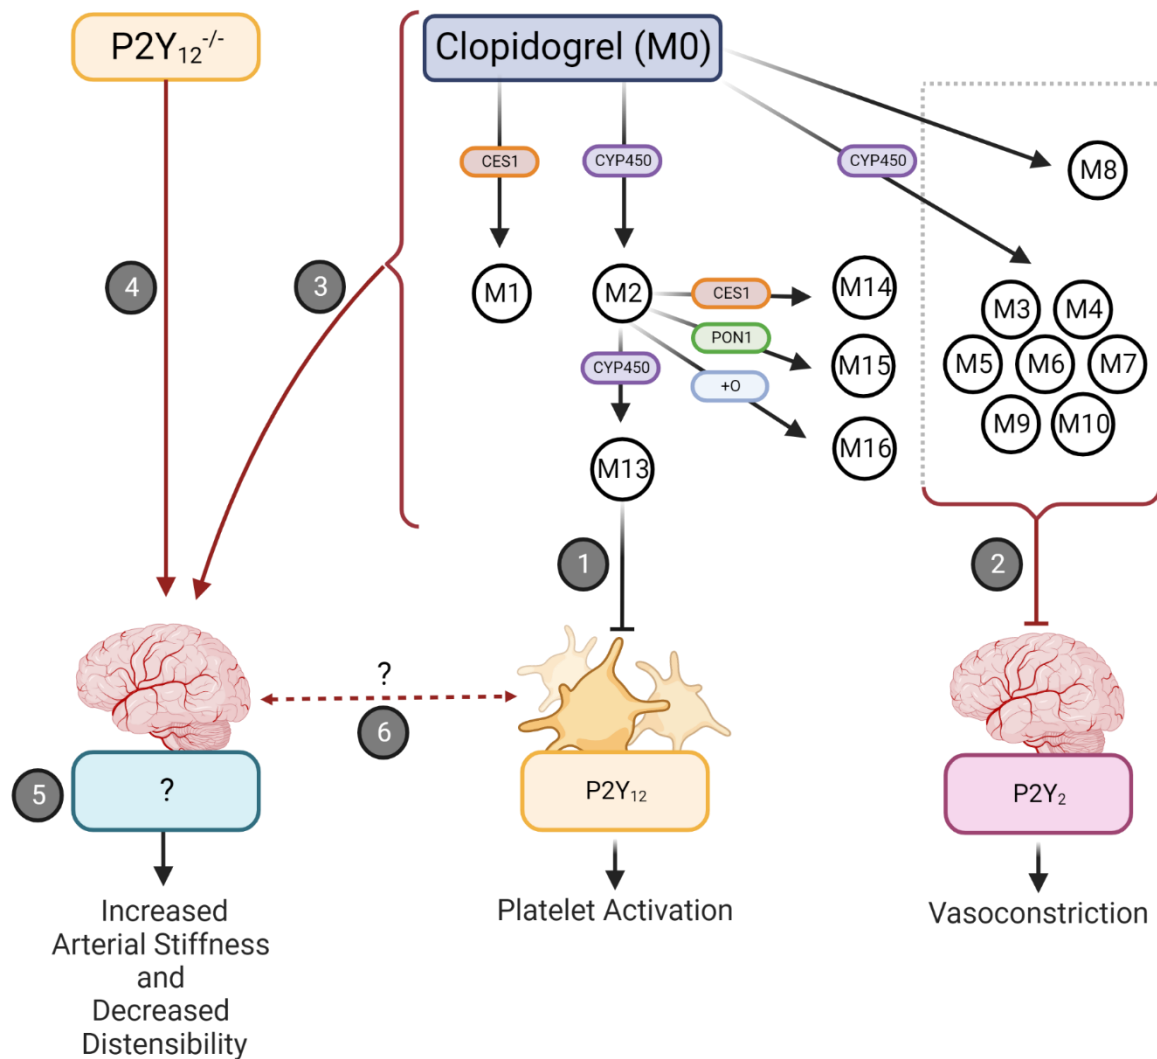 P2Y₁₂⁻/⁻
Clopidogrel (M0)
CES1
CYP450
CYP450
M8
4
3
M1
M2
CES1
M14
PON1
M15
CYP450
+O
M16
M3
M4
M5
M6
M7
M9
M10
M13
1
2
?
6
5
?
P2Y₁₂
P2Y₂
Increased
Arterial Stiffness
and
Decreased
Distensibility
Platelet Activation
Vasoconstriction